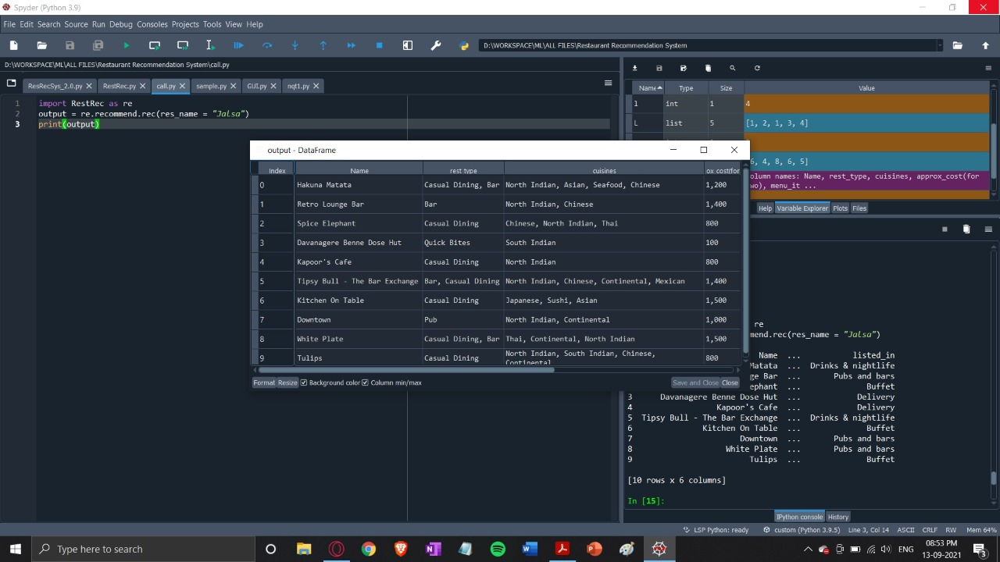 Spyder (Python 3.9)
File Edit Search Source Run Debug Consoles Projects Tools View Help
D:\WORKSPACE\ML\ALL FILES\Restaurant Recommendation System
D:\WORKSPACE\ML\ALL FILES\Restaurant Recommendation System\call.py
ResRecSys_2.0.py RestRec.py call.py sample.py GUI.py nqt1.py
1 import RestRec as re
2 output = re.recommend.rec(res_name = "Jalsa")
3 print(output)
Name Type Size Value
l int 1 4
L list 5 [1, 2, 1, 3, 4]
6, 4, 8, 6, 5]
olumn names: Name, rest_type, cuisines, approx_cost(for
wo), menu_it ...
Help Variable Explorer Plots Files
output - DataFrame
Index Name rest type cuisines ox cost(for
0 Hakuna Matata Casual Dining, Bar North Indian, Asian, Seafood, Chinese 1,200
1 Retro Lounge Bar Bar North Indian, Chinese 1,400
2 Spice Elephant Casual Dining Chinese, North Indian, Thai 800
3 Davanagere Benne Dose Hut Quick Bites South Indian 100
4 Kapoor's Cafe Casual Dining North Indian 800
5 Tipsy Bull - The Bar Exchange Bar, Casual Dining North Indian, Chinese, Continental, Mexican 1,400
6 Kitchen On Table Casual Dining Japanese, Sushi, Asian 1,500
7 Downtown Pub North Indian, Continental 1,000
8 White Plate Casual Dining, Bar Thai, Continental, North Indian 1,500
9 Tulips Casual Dining North Indian, South Indian, Chinese, Continental 800
Format Resize Background color Column min/max Save and Close Close
re
mend.rec(res_name = "Jalsa")
Name ... listed_in
Matata ... Drinks & nightlife
ge Bar ... Pubs and bars
ephant ... Buffet
3 Davanagere Benne Dose Hut ... Delivery
4 Kapoor's Cafe ... Delivery
5 Tipsy Bull - The Bar Exchange ... Drinks & nightlife
6 Kitchen On Table ... Buffet
7 Downtown ... Pubs and bars
8 White Plate ... Pubs and bars
9 Tulips ... Buffet
[10 rows x 6 columns]
In [15]:
IPython console History
LSP Python: ready custom (Python 3.9.5) Line 3, Col 14 ASCII CRLF RW Mem 64%
Type here to search
ENG
08:53 PM
13-09-2021
3